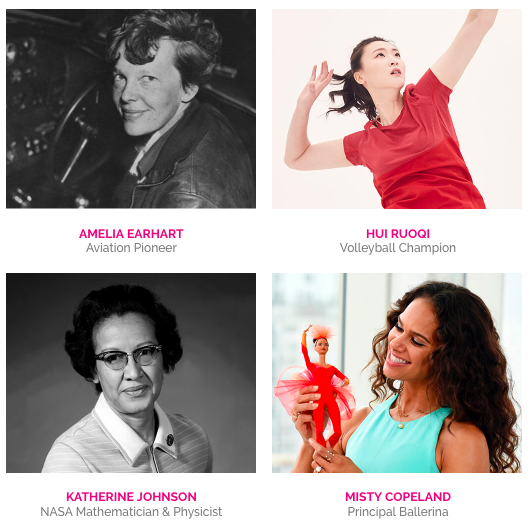 AMELIA EARHART
Aviation Pioneer
HUI RUOQI
Volleyball Champion
KATHERINE JOHNSON
NASA Mathematician & Physicist
MISTY COPELAND
Principal Ballerina